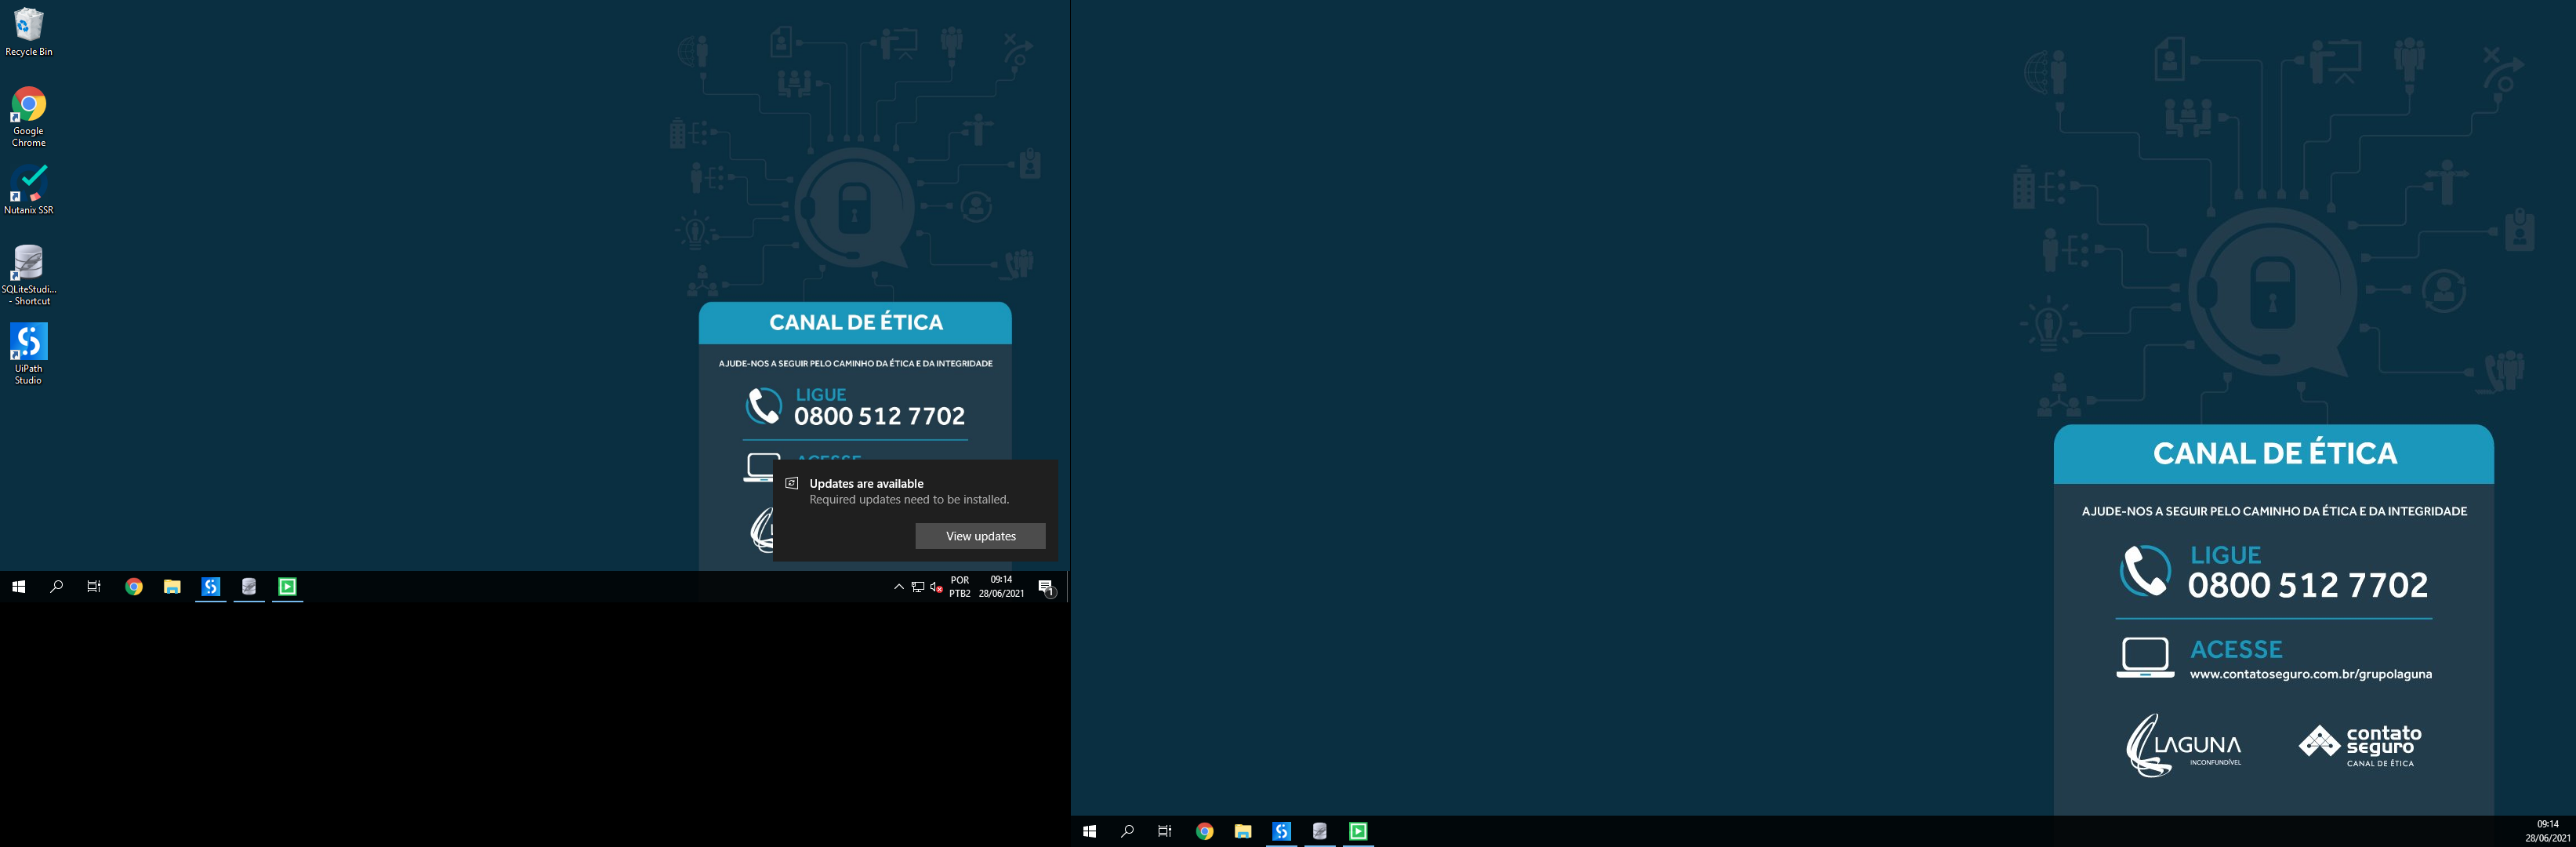 Recycle Bin
Google
Chrome
Nutanix SSR
SQLiteStudi...
- Shortcut
UiPath
Studio
CANAL DE ÉTICA
AJUDE-NOS A SEGUIR PELO CAMINHO DA ÉTICA E DA INTEGRIDADE
LIGUE
0800 512 7702
ACESSE
Updates are available
Required updates need to be installed.
View updates
POR
PTB2
09:14
28/06/2021
1
CANAL DE ÉTICA
AJUDE-NOS A SEGUIR PELO CAMINHO DA ÉTICA E DA INTEGRIDADE
LIGUE
0800 512 7702
ACESSE
www.contatoseguro.com.br/grupolaguna
LAGUNA
INCONFUNDÍVEL
contato
seguro
CANAL DE ÉTICA
09:14
28/06/2021